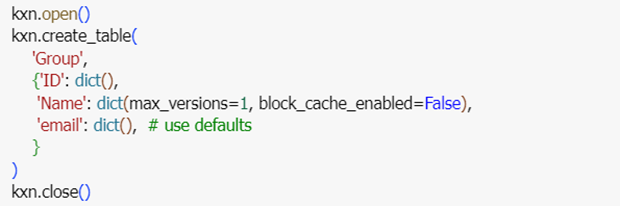 kxn.open()
kxn.create_table(
'Group',
{'ID': dict(),
'Name': dict(max_versions=1, block_cache_enabled=False),
'email': dict(),  # use defaults
}
)
kxn.close()